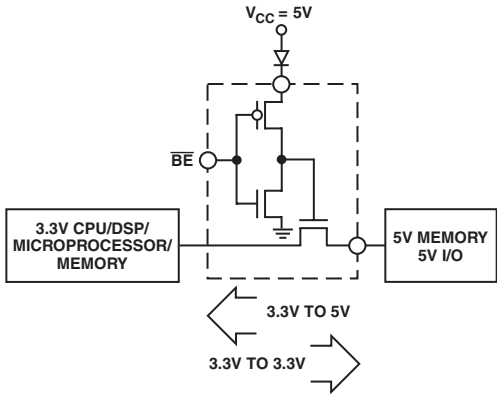 VCC = 5V
BE
3.3V CPU/DSP/
MICROPROCESSOR/
MEMORY
5V MEMORY
5V I/O
3.3V TO 5V
3.3V TO 3.3V